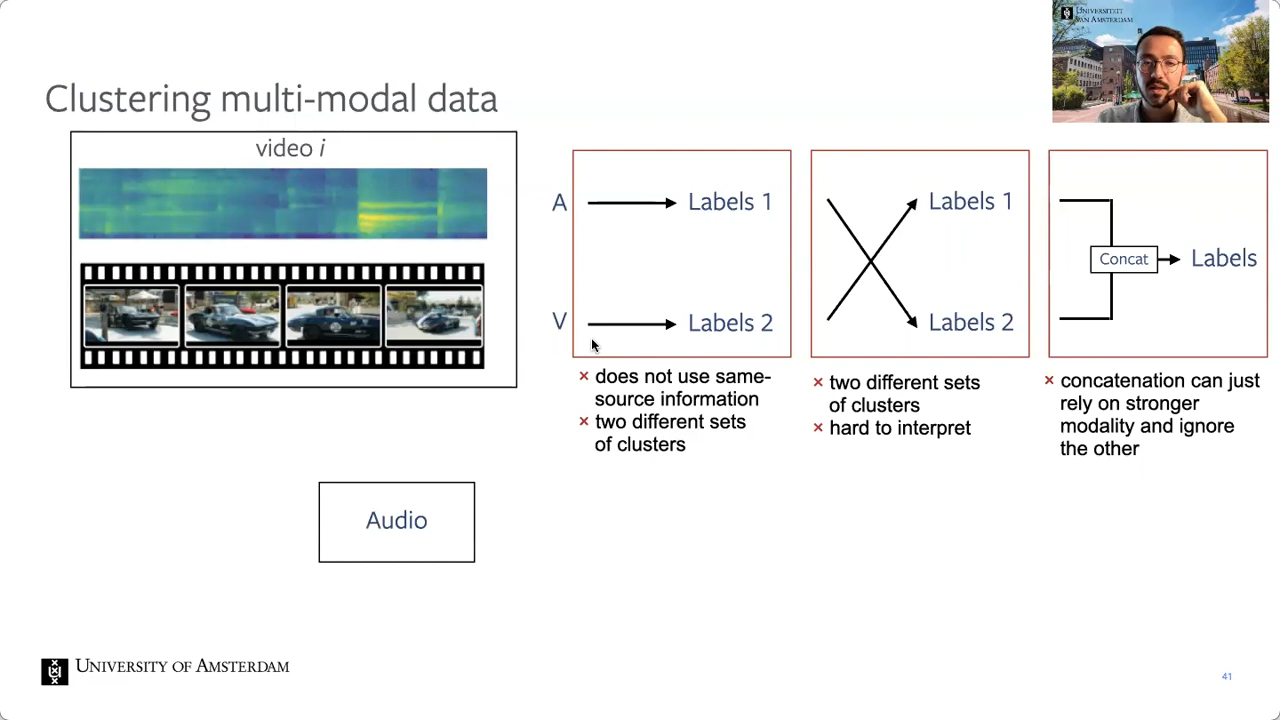 UNIVERSITEIT
VAN AMSTERDAM
Clustering multi-modal data
video i
A
Labels 1
V
Labels 2
× does not use same-
source information
× two different sets
of clusters
Labels 1
Labels 2
× two different sets
of clusters
× hard to interpret
Concat
Labels
× concatenation can just
rely on stronger
modality and ignore
the other
Audio
UNIVERSITY OF AMSTERDAM
41